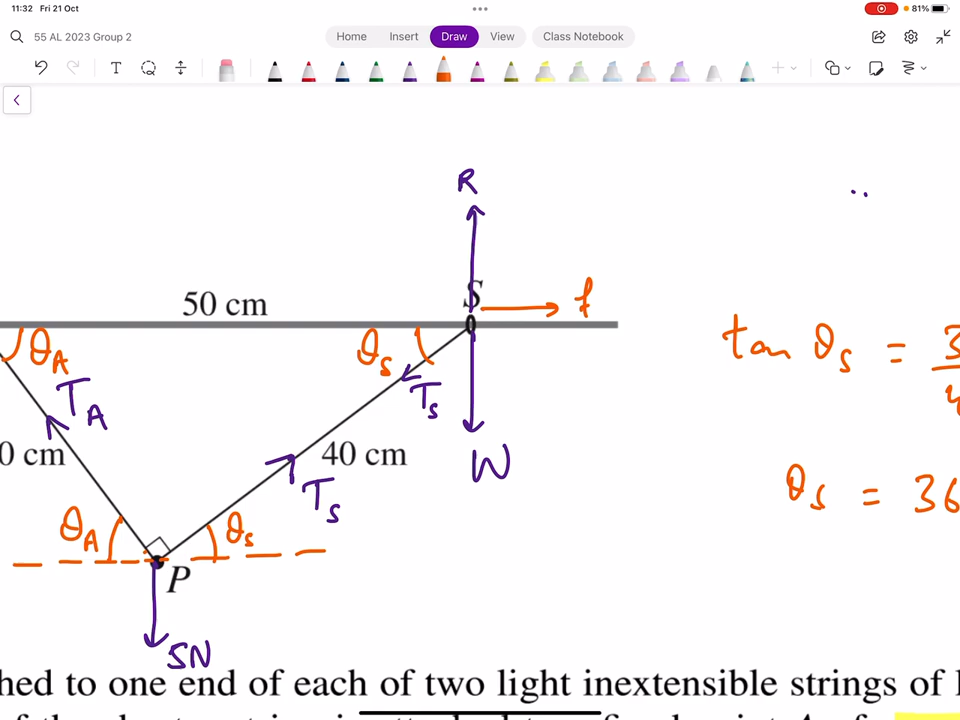 11:32 Fri 21 Oct
81%
55 AL 2023 Group 2
Home Insert Draw View Class Notebook
R
50 cm
S
f
θA
θs
TA
Ts
tan θs = 3
4
0 cm
40 cm
W
Ts
θs = 36
θA
θs
P
5N
hed to one end of each of two light inextensible strings of l